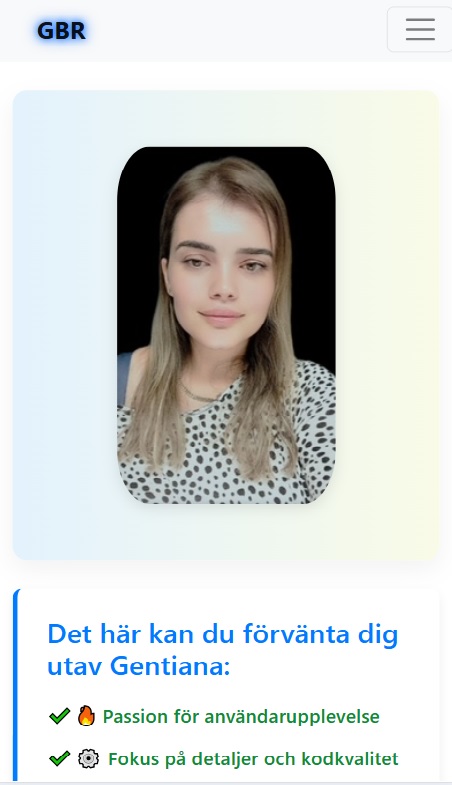 GBR
Det här kan du förvänta dig
utav Gentiana:
Passion för användarupplevelse
Fokus på detaljer och kodkvalitet